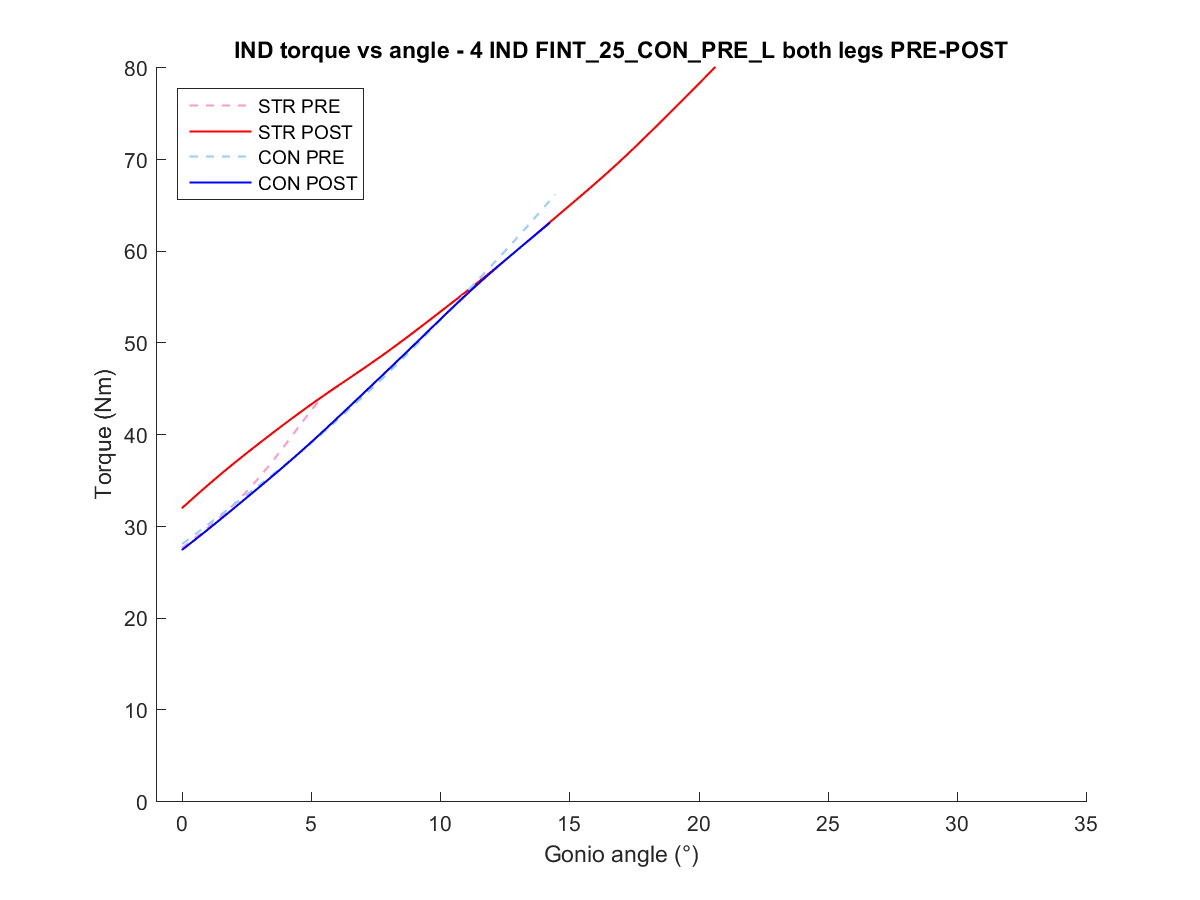 IND torque vs angle - 4 IND FINT_25_CON_PRE_L both legs PRE-POST
80
70
60
50
40
30
20
10
0
STR PRE
STR POST
CON PRE
CON POST
Torque (Nm)
0 5 10 15 20 25 30 35
Gonio angle (°)